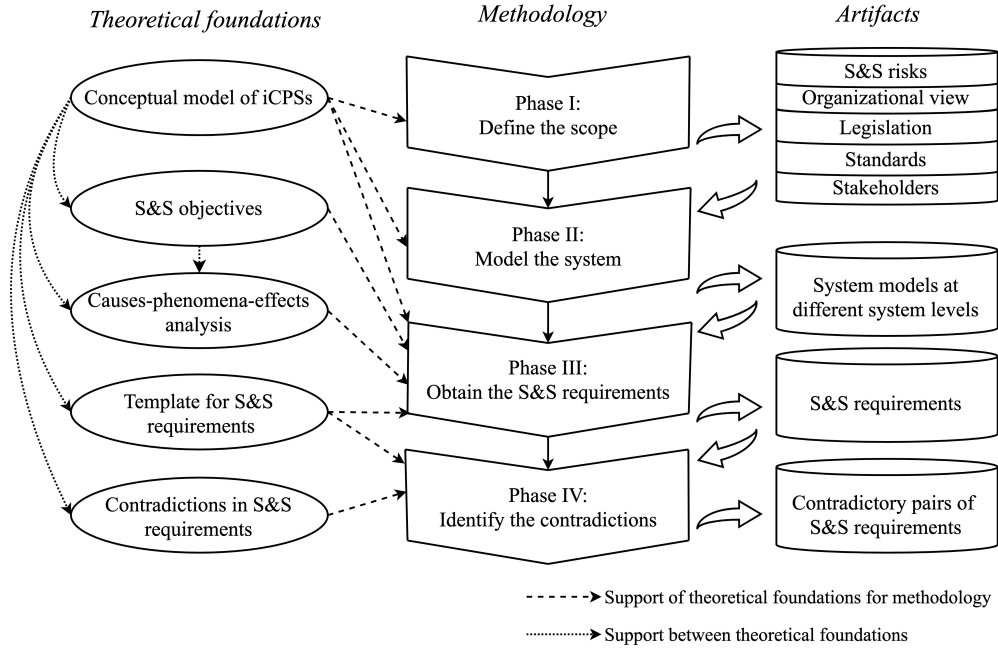 Theoretical foundations
Methodology
Artifacts
Conceptual model of iCPSs
S&S objectives
Causes-phenomena-effects
analysis
Template for S&S
requirements
Contradictions in S&S
requirements
Phase I:
Define the scope
Phase II:
Model the system
Phase III:
Obtain the S&S requirements
Phase IV:
Identify the contradictions
S&S risks
Organizational view
Legislation
Standards
Stakeholders
System models at
different system levels
S&S requirements
Contradictory pairs of
S&S requirements
Support of theoretical foundations for methodology
Support between theoretical foundations